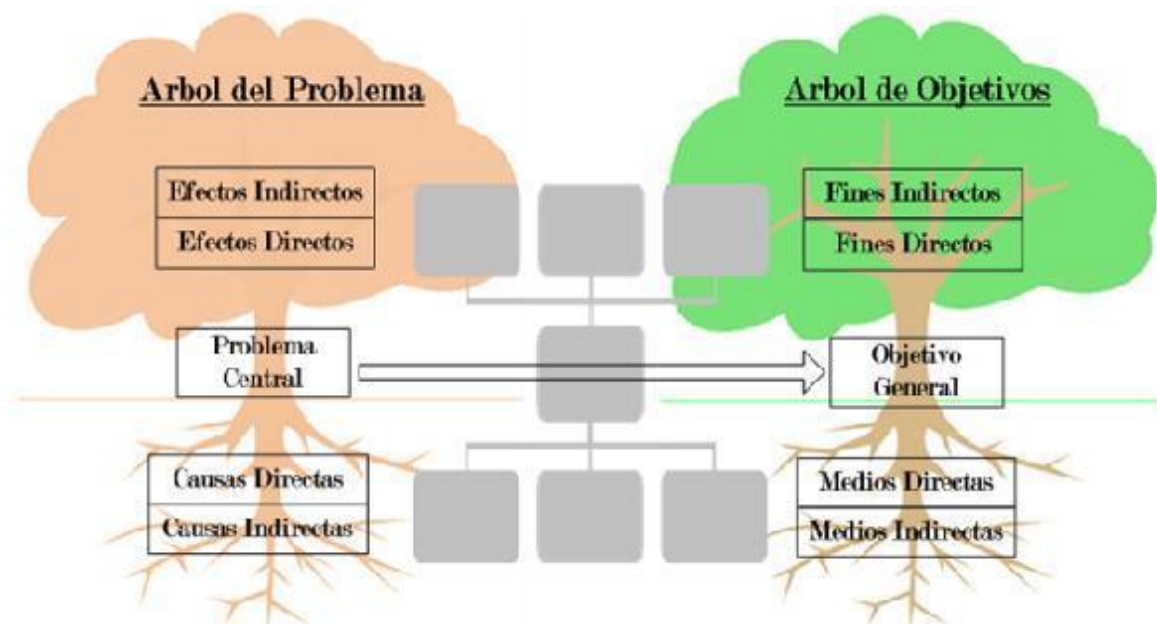 Arbol del Problema
Efectos Indirectos
Efectos Directos
Problema
Central
Causas Directas
Causas Indirectas
Arbol de Objetivos
Fines Indirectos
Fines Directos
Objetivo
General
Medios Directas
Medios Indirectas